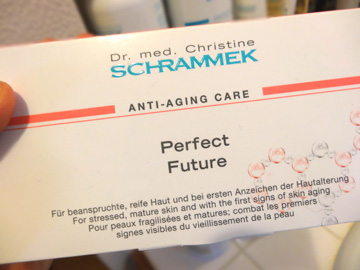 Dr. med. Christine
SCHRAMMEK
ANTI-AGING CARE
Perfect
Future
Für beanspruchte, reife Haut und bei ersten Anzeichen der Hautalterung
For stressed, mature skin and with the first signs of skin aging
Pour peaux fragilisées et matures; combat les premiers
signes visibles du vieillissement de la peau